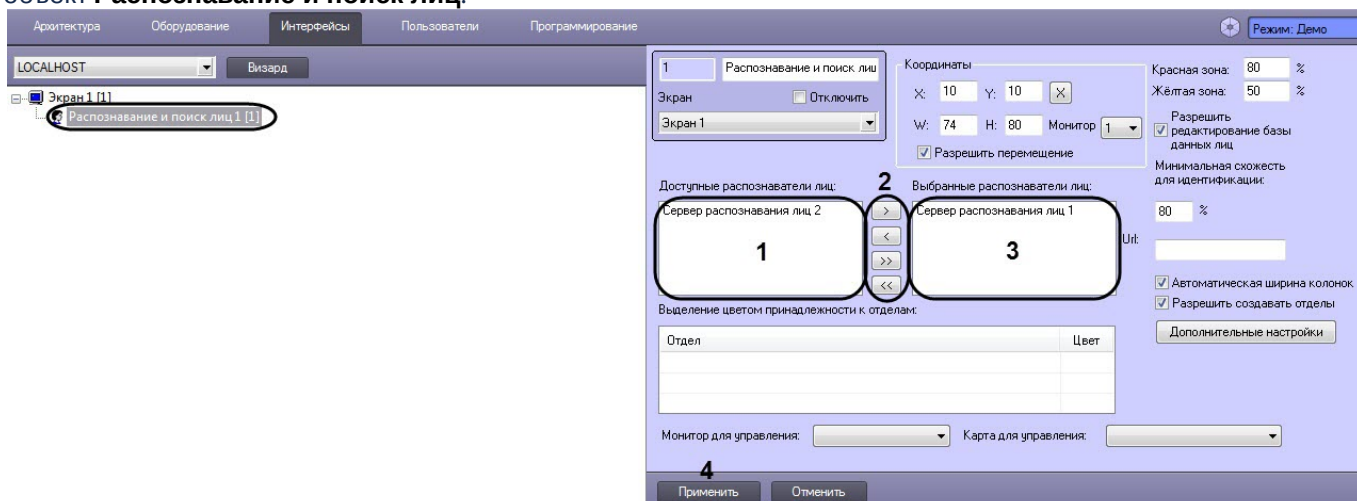 объект Распознавание и поиск лиц.
Архитектура Оборудование Интерфейсы Пользователи Программирование Режим: Демо
LOCALHOST Визард
Экран 1 [1]
Распознавание и поиск лиц 1 [1]
1 Распознавание и поиск лиц
Экран Отключить
Экран 1
Координаты
X: 10 Y: 10 X
W: 74 H: 80 Монитор 1
Разрешить перемещение
Красная зона: 80 %
Жёлтая зона: 50 %
Разрешить
редактирование базы
данных лиц
Минимальная схожесть
для идентификации:
80 %
Url:
Автоматическая ширина колонок
Разрешить создавать отделы
Дополнительные настройки
Доступные распознаватели лиц: 2 Выбранные распознаватели лиц:
Сервер распознавания лиц 2 > Сервер распознавания лиц 1
<
1 >> 3
<<
Выделение цветом принадлежности к отделам:
Отдел Цвет
Монитор для управления: Карта для управления:
4
Применить Отменить